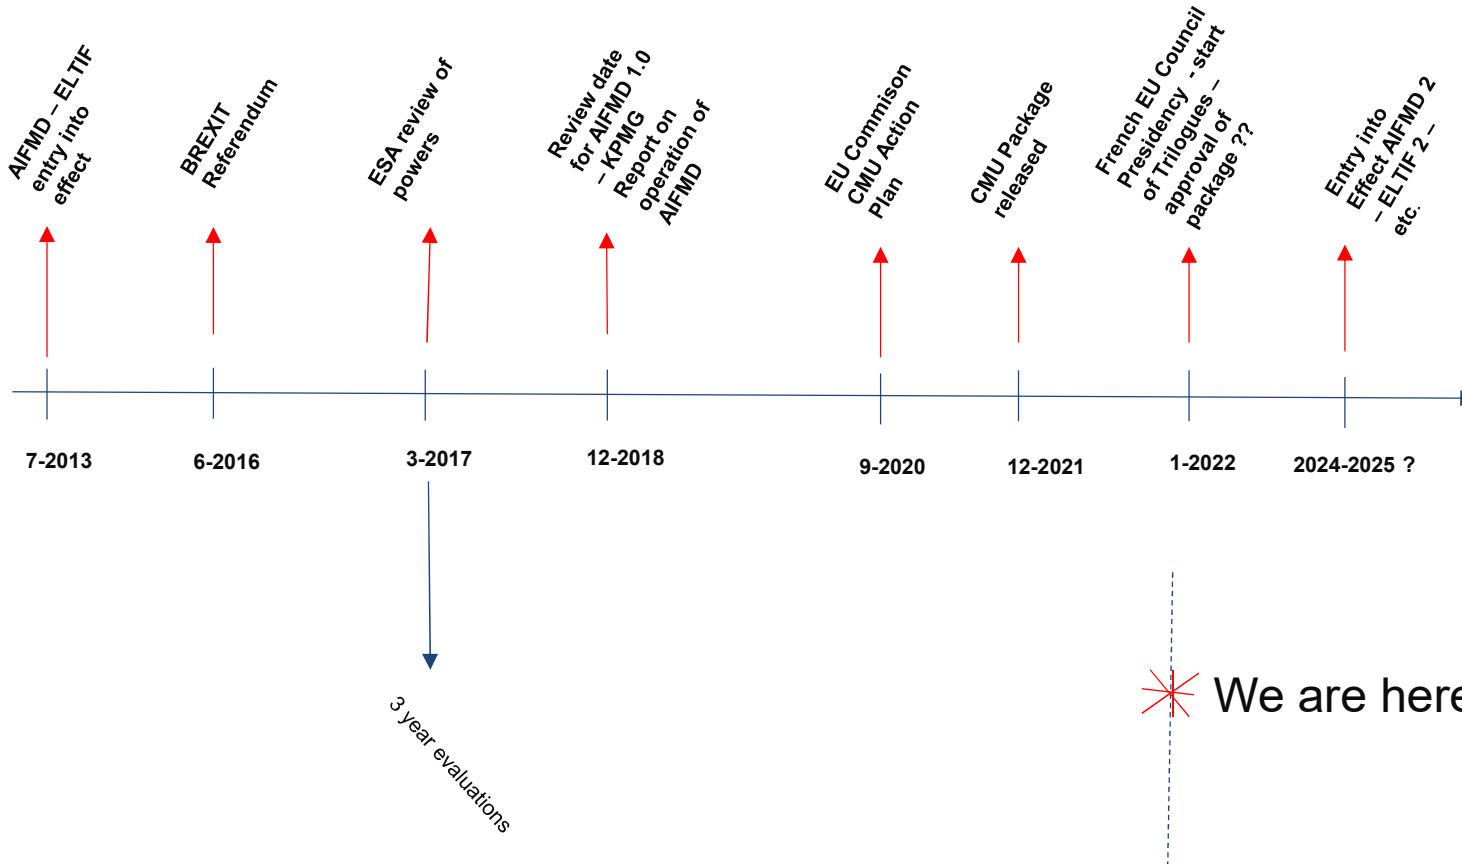 AIFMD – ELTIF
entry into
effect
BREXIT
Referendum
ESA review of
powers
Review date
for AIFMD 1.0
– KPMG
Report on
operation of
AIFMD
EU Commison
CMU Action
Plan
CMU Package
released
French EU Council
Presidency - start
of Trilogues –
approval of
package ??
Entry into
Effect AIFMD 2
– ELTIF 2 –
etc.
7-2013
6-2016
3-2017
12-2018
9-2020
12-2021
1-2022
2024-2025 ?
3 year evaluations
We are here